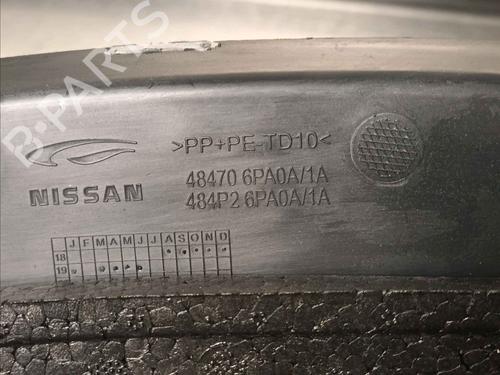 B-PARTS
>PP+PE-TD10<
NISSAN
48470 6PA0A/1A
484P2 6PA0A/1A
J F M A M J J A S O N D
18
19